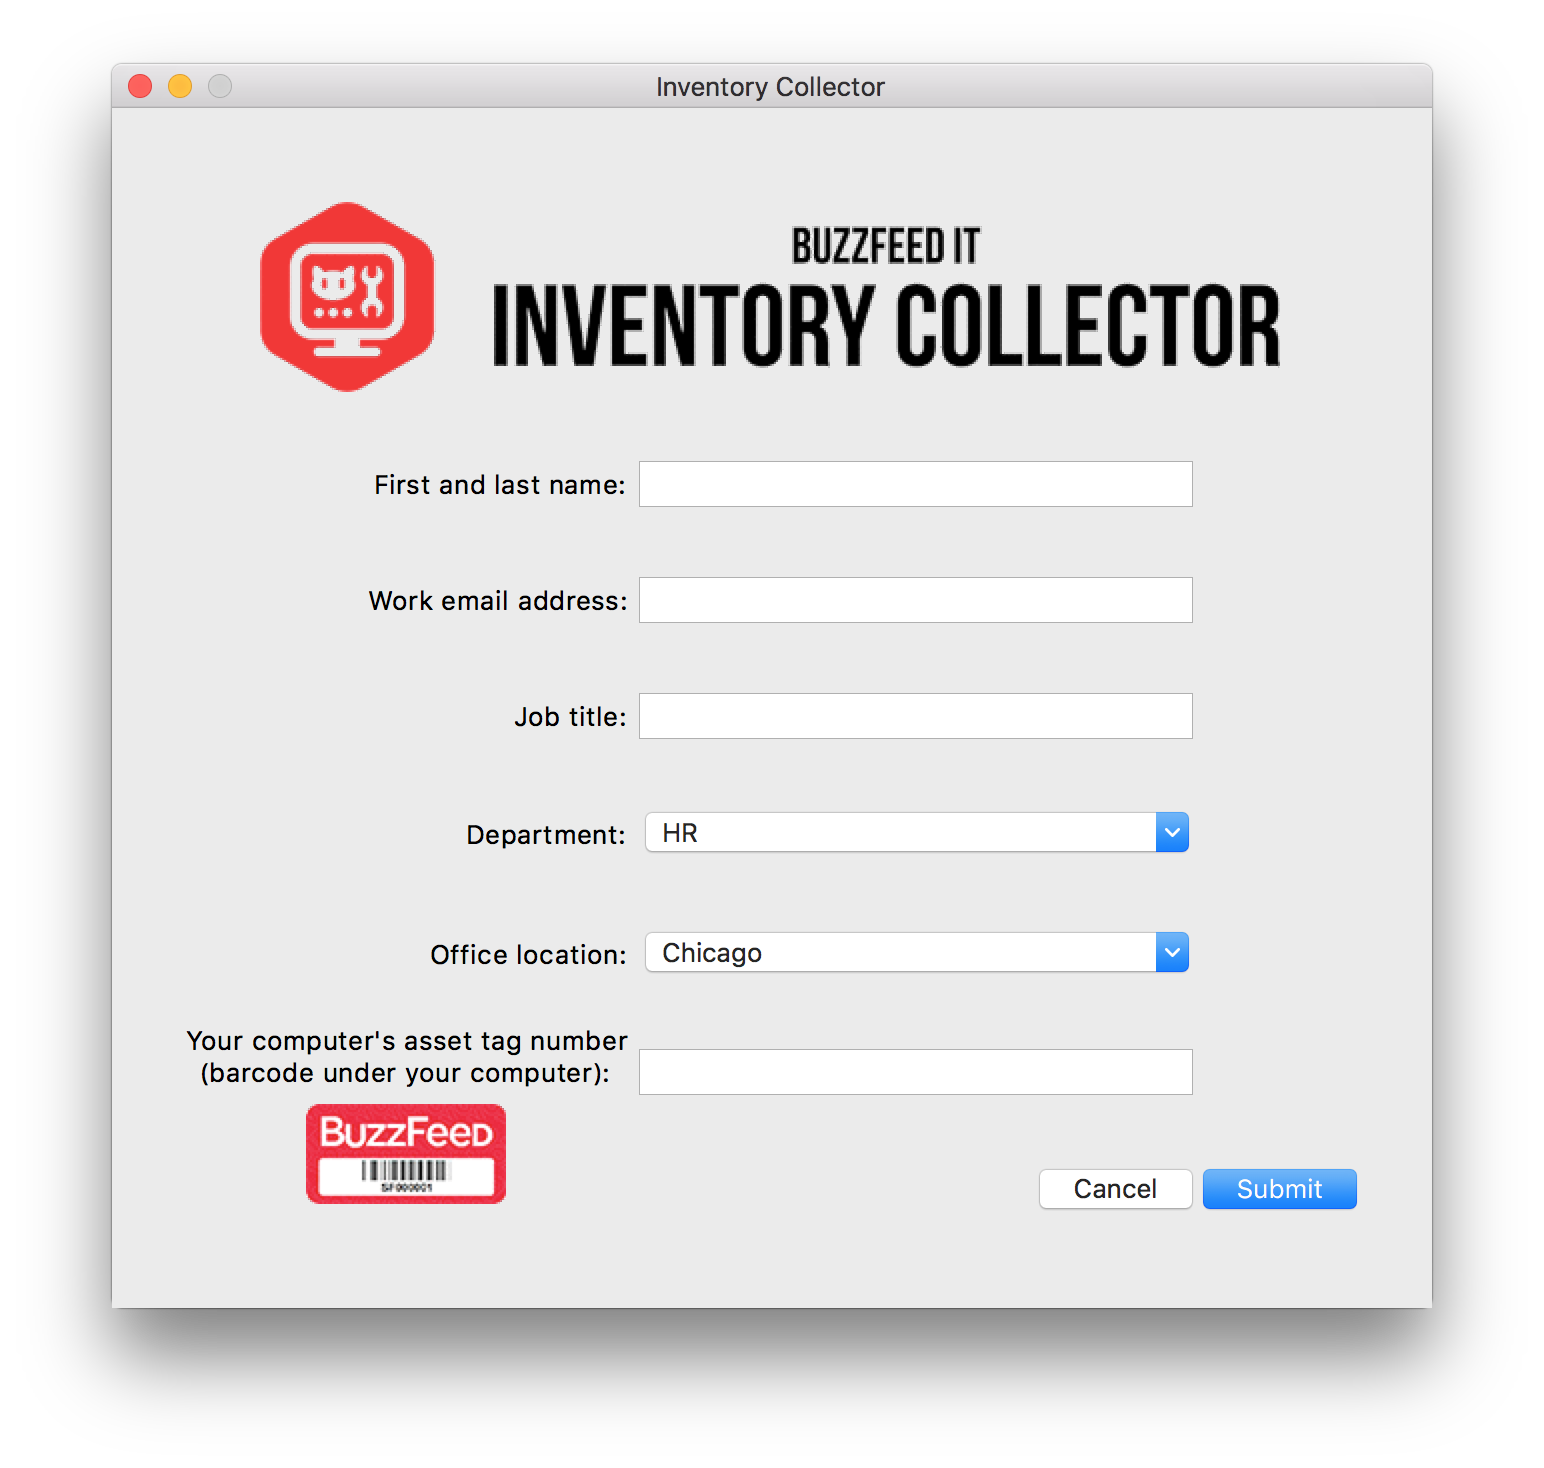 Inventory Collector
BUZZFEED IT
INVENTORY COLLECTOR
First and last name:
Work email address:
Job title:
Department:
HR
Office location:
Chicago
Your computer's asset tag number
(barcode under your computer):
BUZZFEED
SF000001
Cancel
Submit